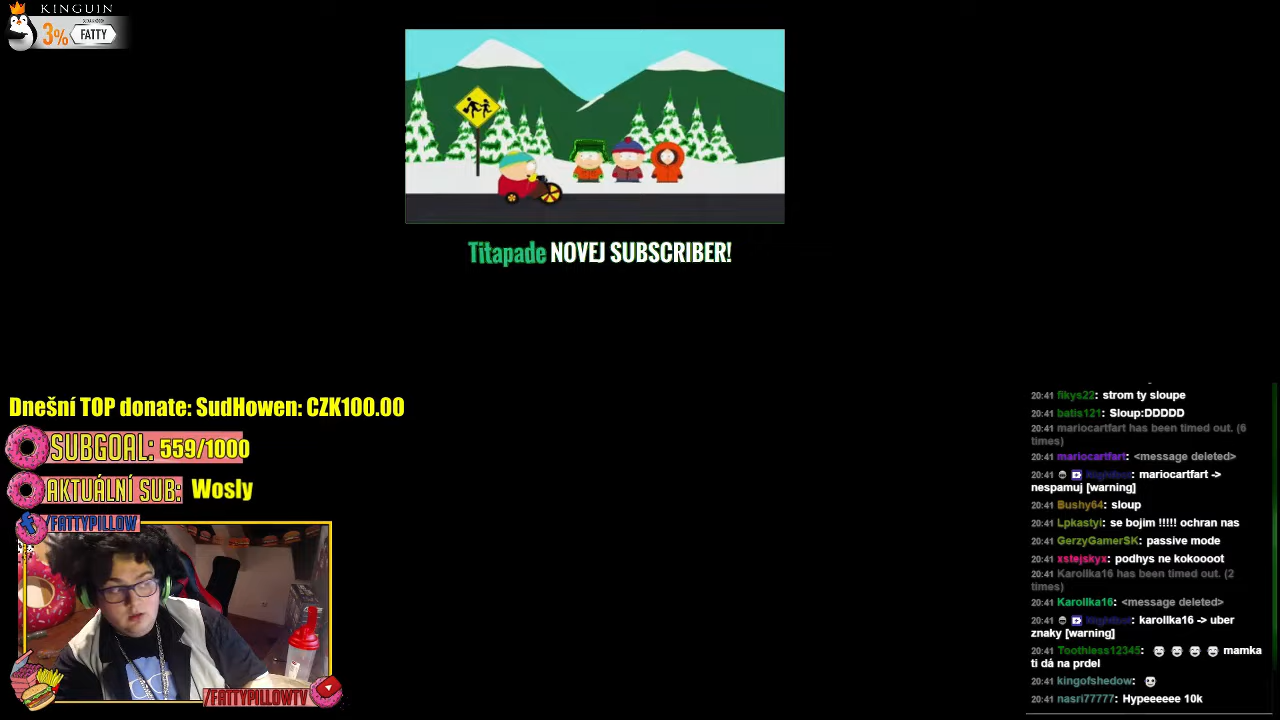 KINGUIN
3% FATTY
Titapade NOVEJ SUBSCRIBER!
Dnešní TOP donate: SudHowen: CZK100.00
SUBGOAL: 559/1000
AKTUÁLNÍ SUB: Wosly
/FATTYPILLOW
/FATTYPILLOWTV
20:41 fikys22: strom ty sloupe
20:41 batis121: Sloup:DDDDD
20:41 mariocartfart has been timed out. (6
times)
20:41 mariocartfart: <message deleted>
20:41 Nightbot: mariocartfart ->
nespamuj [warning]
20:41 Bushy64: sloup
20:41 Lpkastyi: se bojim !!!!! ochran nas
20:41 GerzyGamerSK: passive mode
20:41 xstejskyx: podhys ne kokoooot
20:41 Karollka16 has been timed out. (2
times)
20:41 Karollka16: <message deleted>
20:41 Nightbot: karollka16 -> uber
znaky [warning]
20:41 Toothless12345: mamka
ti dá na prdel
20:41 kingofshedow:
20:41 nasri77777: Hypeeeeee 10k